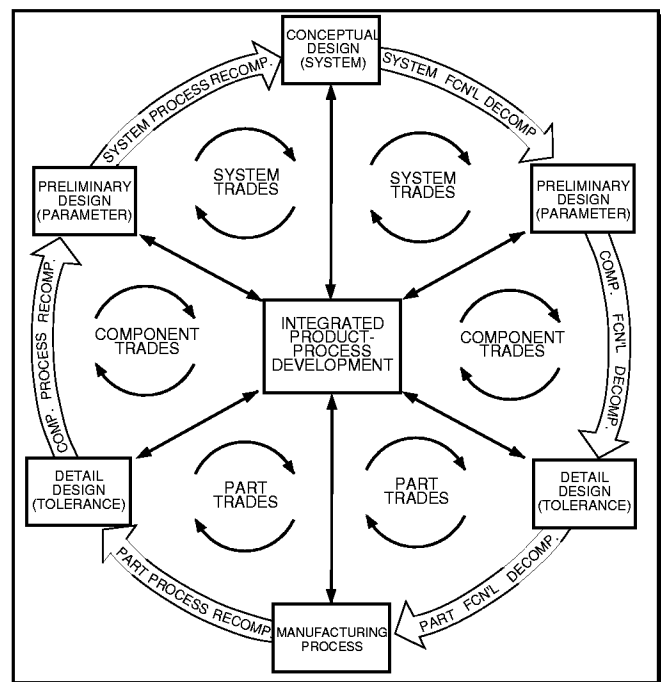 CONCEPTUAL
DESIGN
(SYSTEM)
SYSTEM PROCESS RECOMP.
SYSTEM FCN'L DECOMP
SYSTEM
TRADES
SYSTEM
TRADES
PRELIMINARY
DESIGN
(PARAMETER)
PRELIMINARY
DESIGN
(PARAMETER)
COMP. PROCESS RECOMP.
COMPONENT
TRADES
INTEGRATED
PRODUCT-
PROCESS
DEVELOPMENT
COMPONENT
TRADES
COMP. FCN'L DECOMP.
DETAIL
DESIGN
(TOLERANCE)
PART
TRADES
PART
TRADES
DETAIL
DESIGN
(TOLERANCE)
PART PROCESS RECOMP.
PART FCN'L DECOMP.
MANUFACTURING
PROCESS